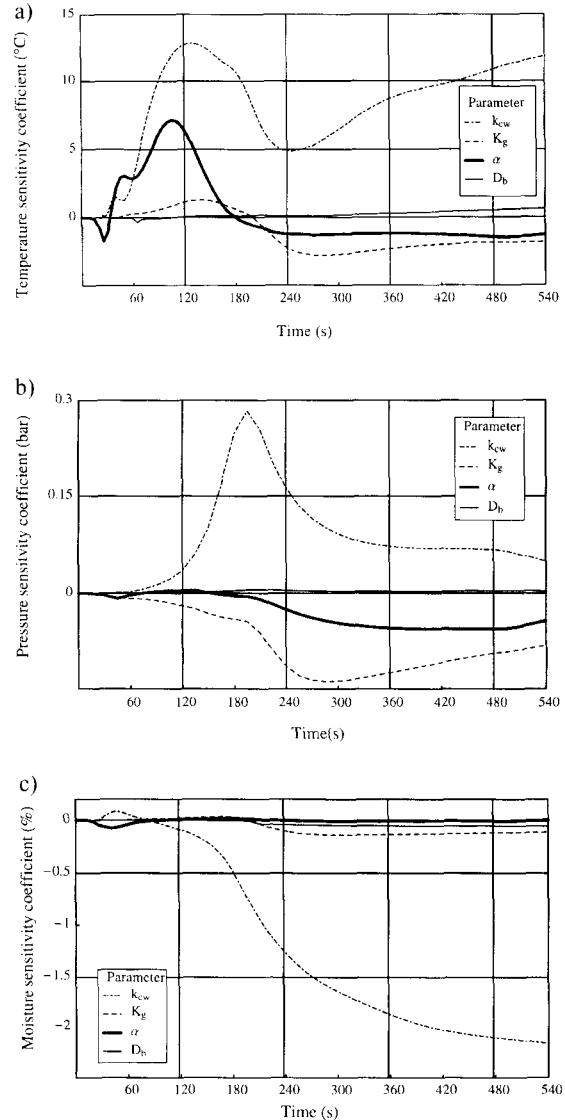 a)
Temperature sensitivity coefficient (°C)
15
10
5
0
Parameter
k_cw
K_g
α
D_b
60 120 180 240 300 360 420 480 540
Time (s)
b)
Pressure sensitvity coefficient (bar)
0.3
0.15
0
Parameter
k_cw
K_g
α
D_b
60 120 180 240 300 360 420 480 540
Time(s)
c)
Moisture sensitivity coefficient (%)
0
−0.5
−1
−1.5
−2
Parameter
k_cw
K_g
α
D_b
60 120 180 240 300 360 420 480 540
Time (s)